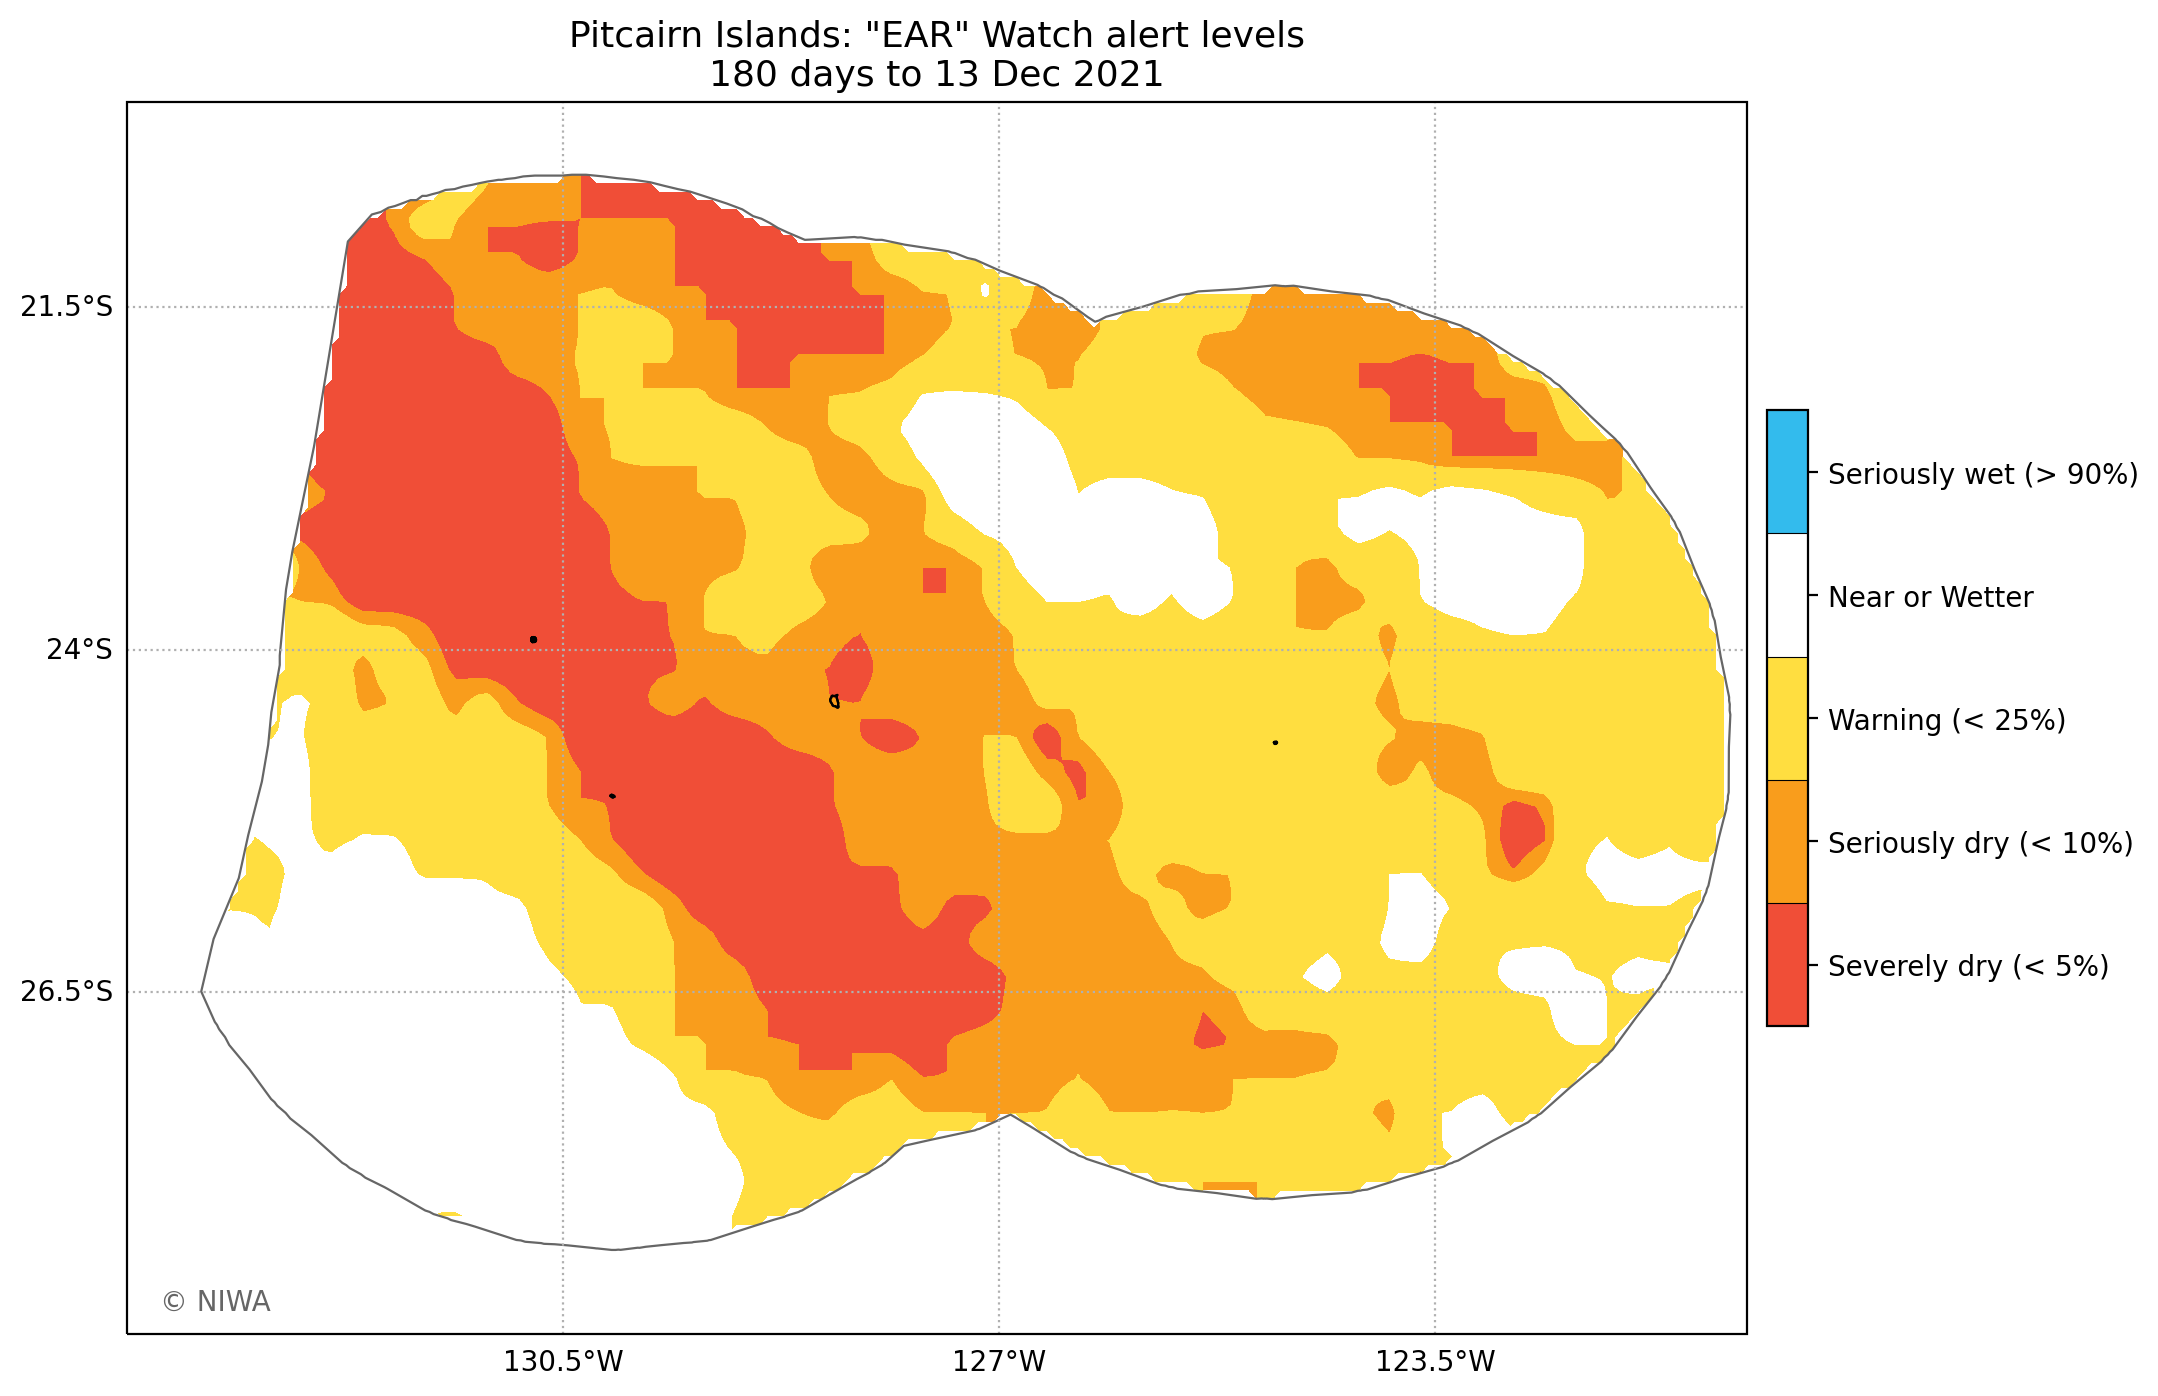 Pitcairn Islands: "EAR" Watch alert levels
180 days to 13 Dec 2021
21.5°S
24°S
26.5°S
130.5°W
127°W
123.5°W
Seriously wet (> 90%)
Near or Wetter
Warning (< 25%)
Seriously dry (< 10%)
Severely dry (< 5%)
© NIWA